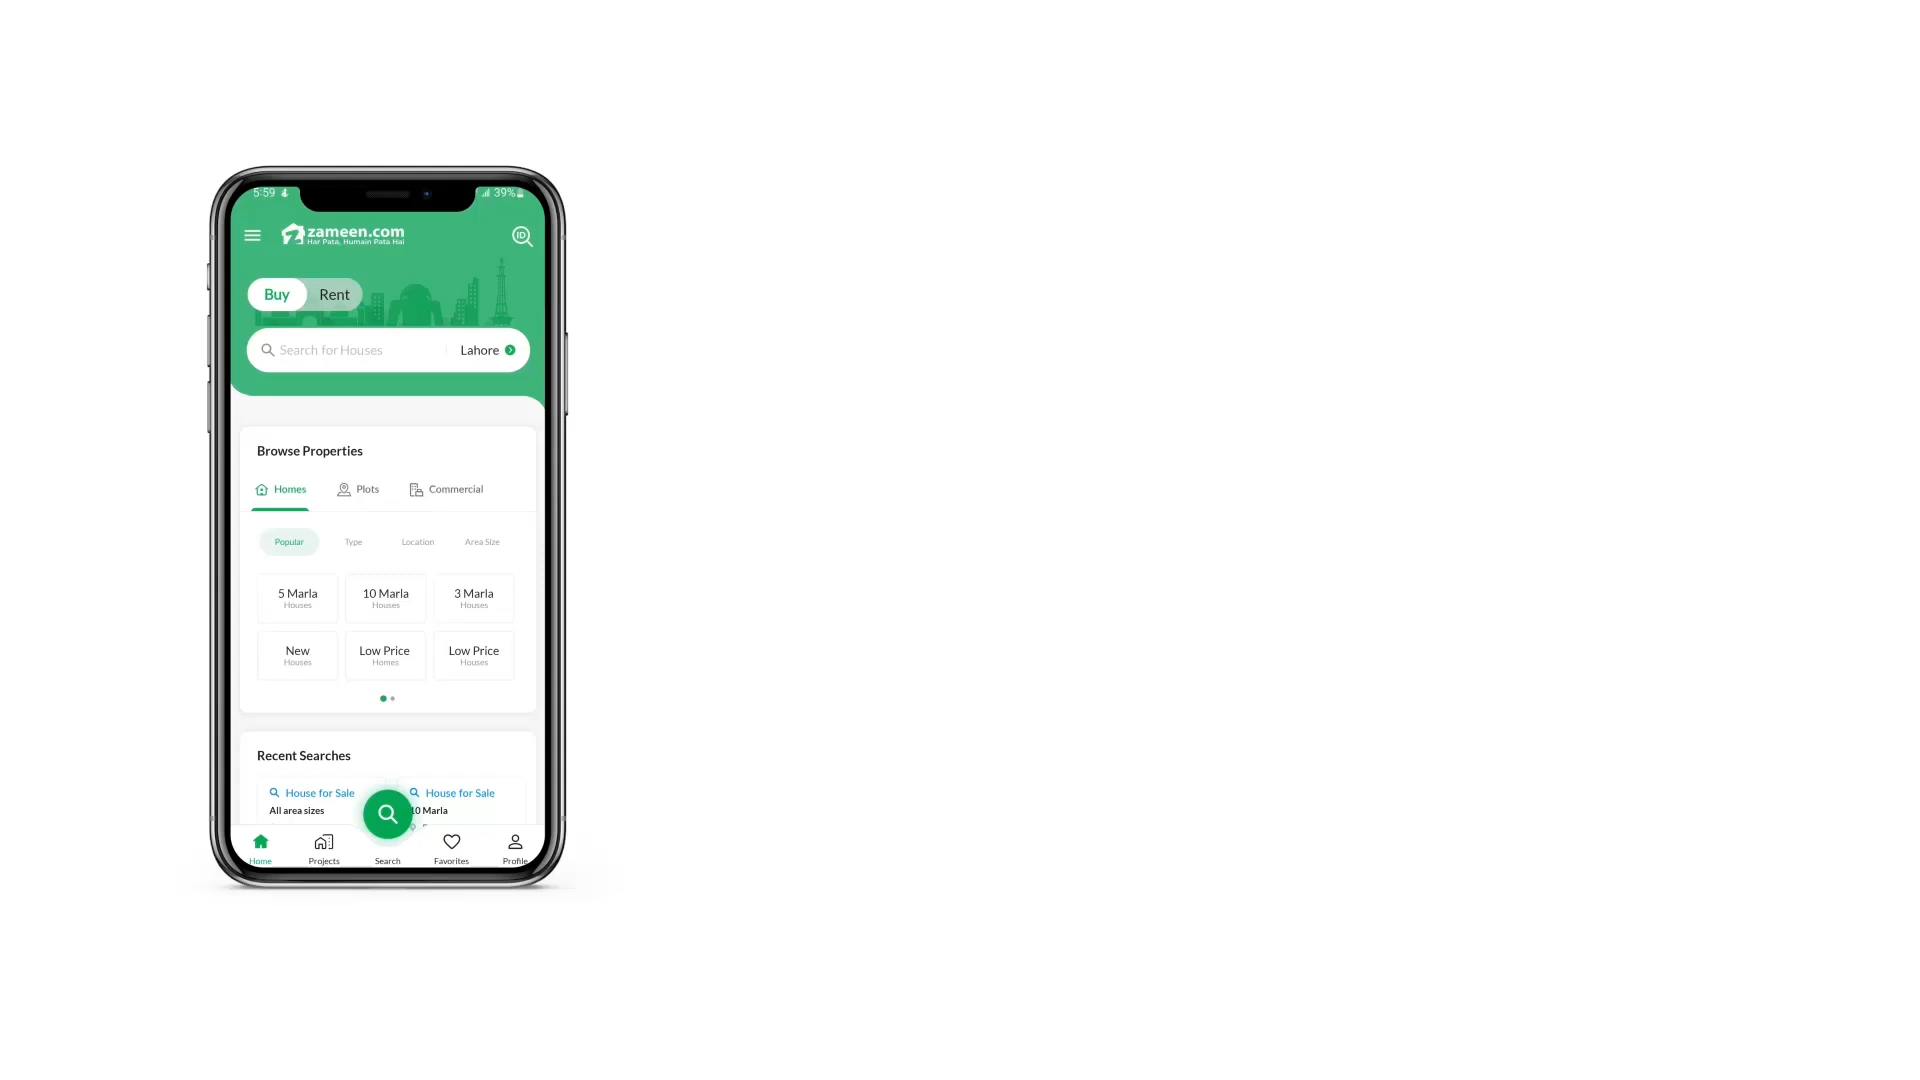 5:59
39%
zameen.com
Har Pata, Humain Pata Hai
ID
Buy Rent
Search for Houses Lahore
Browse Properties
Homes Plots Commercial
Popular Type Location Area Size
5 Marla 10 Marla 3 Marla
Houses Houses Houses
New Low Price Low Price
Houses Homes Houses
Recent Searches
House for Sale House for Sale
All area sizes 10 Marla
Home Projects Search Favorites Profile